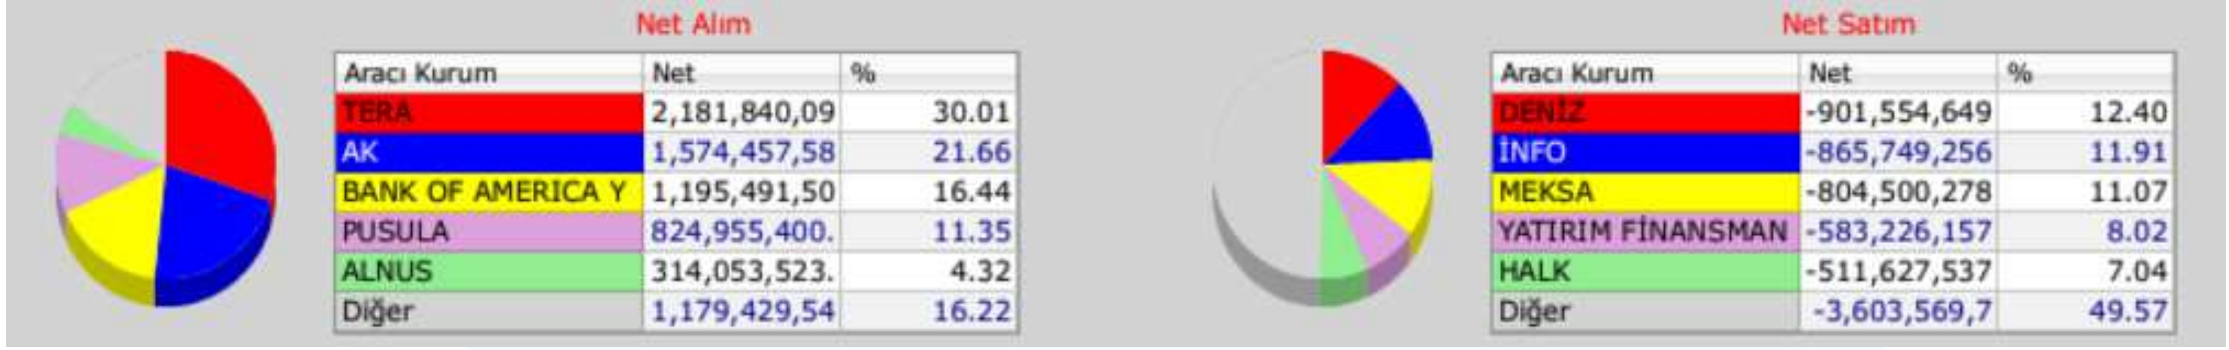 Net Alım
Aracı Kurum Net %
TERA 2,181,840,09 30.01
AK 1,574,457,58 21.66
BANK OF AMERICA Y 1,195,491,50 16.44
PUSULA 824,955,400. 11.35
ALNUS 314,053,523. 4.32
Diğer 1,179,429,54 16.22
Net Satım
Aracı Kurum Net %
DENİZ -901,554,649 12.40
İNFO -865,749,256 11.91
MEKSA -804,500,278 11.07
YATIRIM FİNANSMAN -583,226,157 8.02
HALK -511,627,537 7.04
Diğer -3,603,569,7 49.57